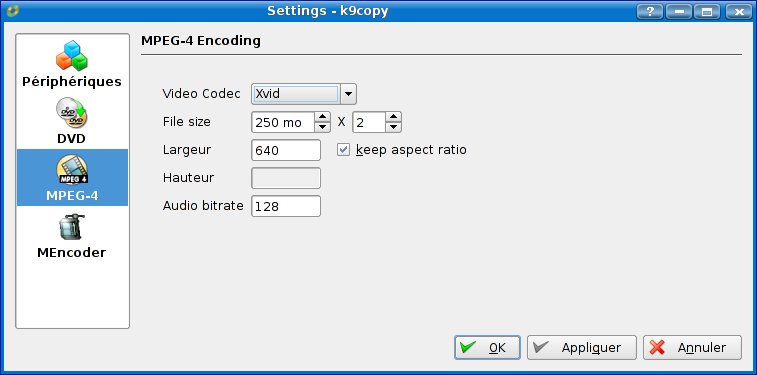 Settings - k9copy
MPEG-4 Encoding
Périphériques
DVD
MPEG-4
MEncoder
Video Codec Xvid
File size 250 mo X 2
Largeur 640 keep aspect ratio
Hauteur
Audio bitrate 128
OK Appliquer Annuler